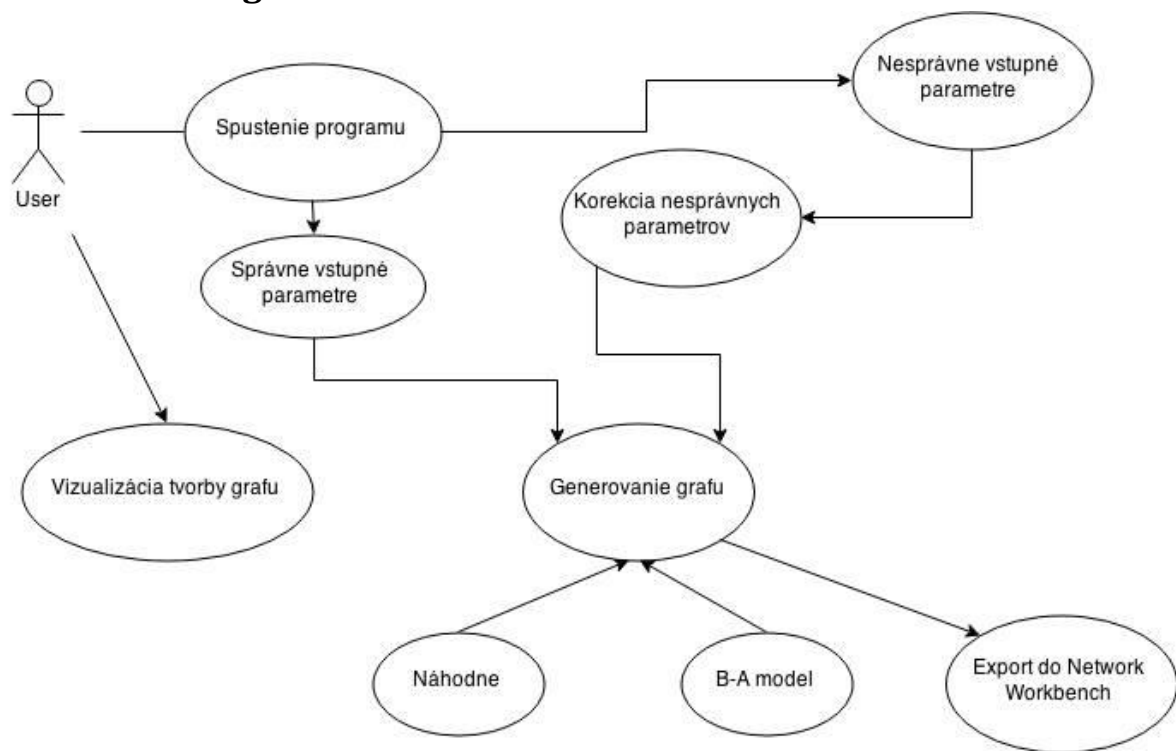 Nesprávne vstupné
parametre
Spustenie programu
User
Korekcia nesprávnych
parametrov
Správne vstupné
parametre
Vizualizácia tvorby grafu
Generovanie grafu
Náhodne
B-A model
Export do Network
Workbench